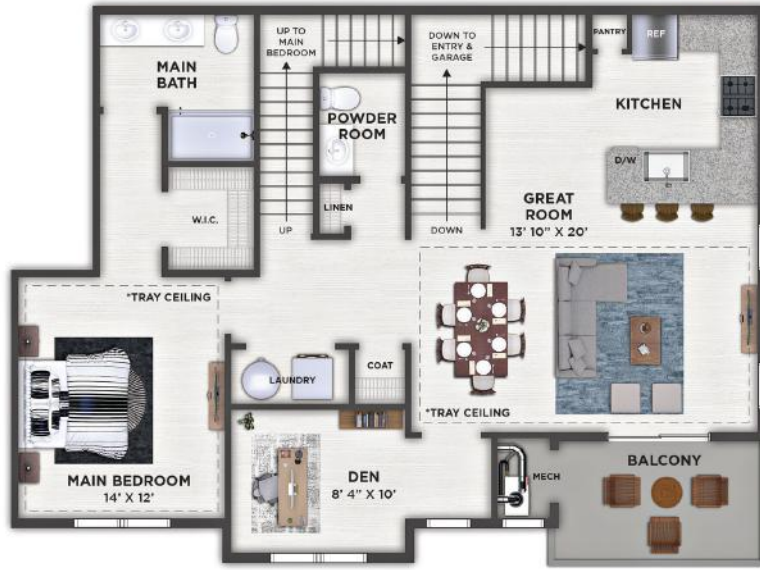 UP TO
MAIN
BEDROOM
DOWN TO
ENTRY &
GARAGE
PANTRY
REF
MAIN
BATH
KITCHEN
POWDER
ROOM
D/W
LINEN
W.I.C.
UP
DOWN
GREAT
ROOM
13' 10" X 20'
*TRAY CEILING
LAUNDRY
COAT
*TRAY CEILING
MAIN BEDROOM
14' X 12'
DEN
8' 4" X 10'
MECH
BALCONY